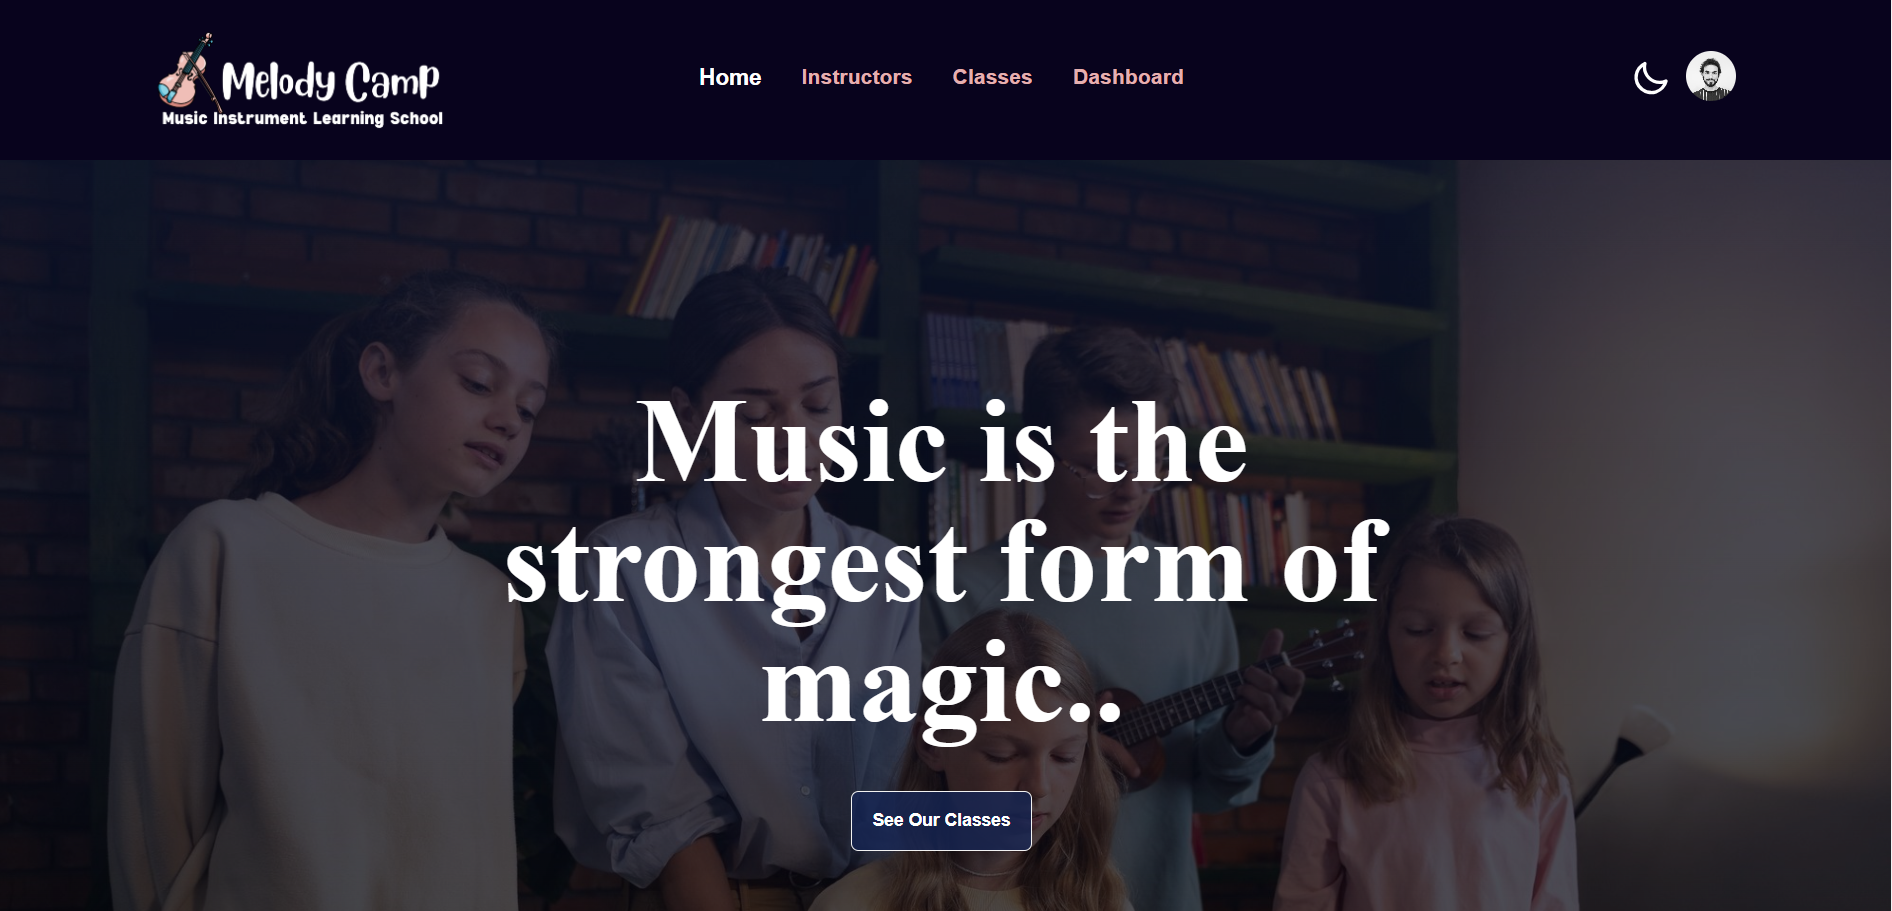 Melody Camp
Music Instrument Learning School
Home Instructors Classes Dashboard
Music is the
strongest form of
magic..
See Our Classes